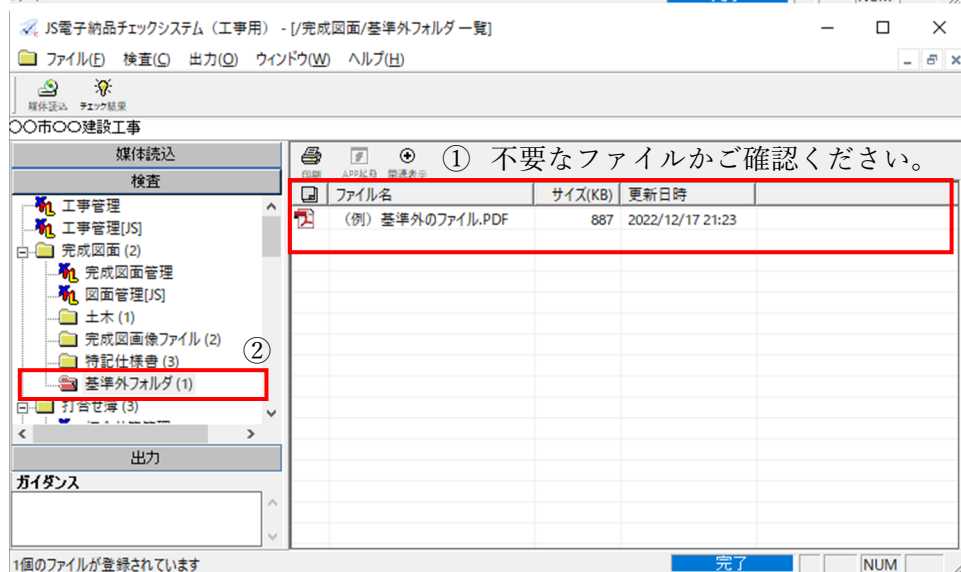 JS電子納品チェックシステム（工事用） - [/完成図面/基準外フォルダ 一覧]
ファイル(F) 検査(C) 出力(O) ウィンドウ(W) ヘルプ(H)
媒体読込 チェック結果
〇〇市〇〇建設工事
媒体読込
検査
工事管理
工事管理[JS]
完成図面 (2)
完成図面管理
図面管理[JS]
土木 (1)
完成図画像ファイル (2)
特記仕様書 (3)
②
基準外フォルダ (1)
打合せ簿 (3)
出力
ガイダンス
① 不要なファイルかご確認ください。
印刷 APP起動 関連表示
ファイル名 サイズ(KB) 更新日時
（例）基準外のファイル.PDF 887 2022/12/17 21:23
1個のファイルが登録されています
完了
NUM